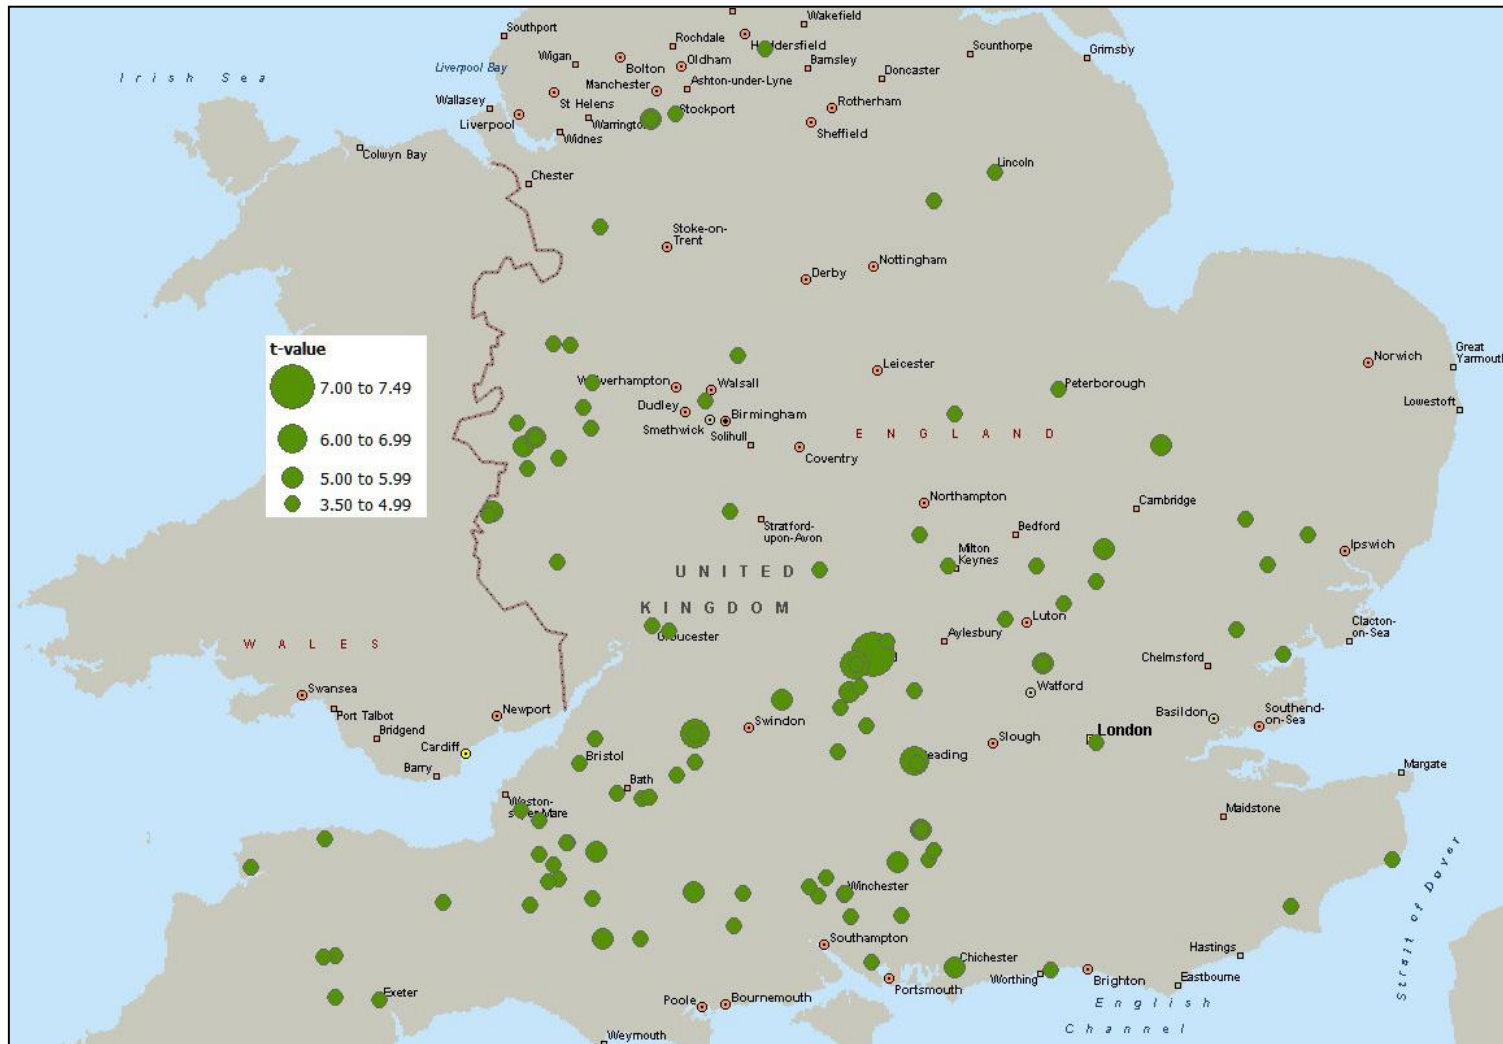 Southport
Wakefield
Rochdale
Scunthorpe
Grimsby
Irish Sea
Liverpool Bay
Wigan
Bolton
Oldham
Barnsley
Doncaster
Manchester
Ashton-under-Lyne
Wallasey
St Helens
Rotherham
Liverpool
Stockport
Sheffield
Widnes
Colwyn Bay
Lincoln
Chester
Stoke-on-
Trent
Nottingham
Derby
t-value
7.00 to 7.49
6.00 to 6.99
5.00 to 5.99
3.50 to 4.99
Great
Yarmouth
Norwich
Leicester
Walsall
Peterborough
Dudley
Lowestoft
Birmingham
Smethwick
Solihull
ENGLAND
Coventry
Northampton
Cambridge
Stratford-
upon-Avon
Bedford
Milton
Keynes
Ipswich
UNITED
KINGDOM
Luton
WALES
Aylesbury
Clacton-
on-Sea
Chelmsford
Swansea
Watford
Port Talbot
Newport
Swindon
Basildon
Southend-
on-Sea
Bridgend
London
Cardiff
Bristol
Slough
Barry
Bath
Margate
Weston-
Mare
Maidstone
Winchester
Strait of Dover
Southampton
Hastings
Chichester
Worthing
Brighton
Eastbourne
Portsmouth
Exeter
Poole
Bournemouth
English
Channel
Weymouth